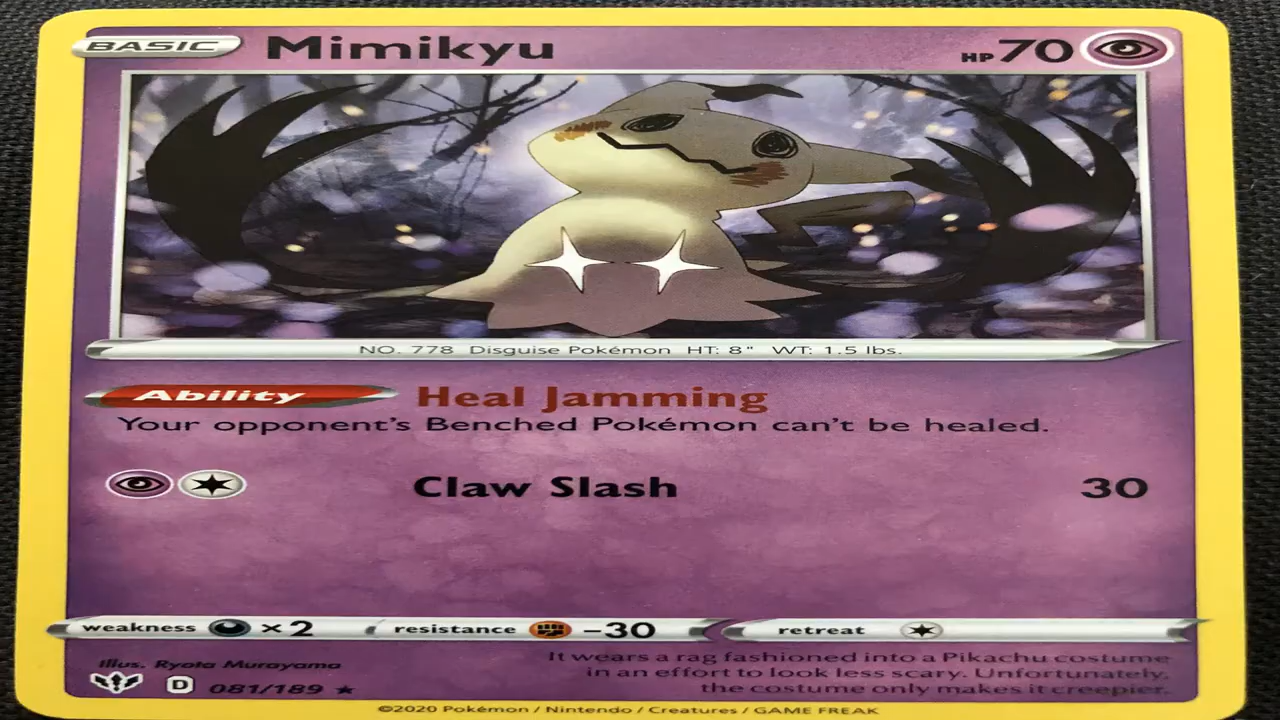 BASIC Mimikyu HP 70
NO. 778 Disguise Pokémon HT: 8" WT: 1.5 lbs.
Ability Heal Jamming
Your opponent's Benched Pokémon can't be healed.
Claw Slash 30
weakness ×2 resistance -30 retreat
Illus. Ryota Murayama
It wears a rag fashioned into a Pikachu costume
in an effort to look less scary. Unfortunately,
the costume only makes it creepier.
D 081/189 ★
©2020 Pokémon / Nintendo / Creatures / GAME FREAK